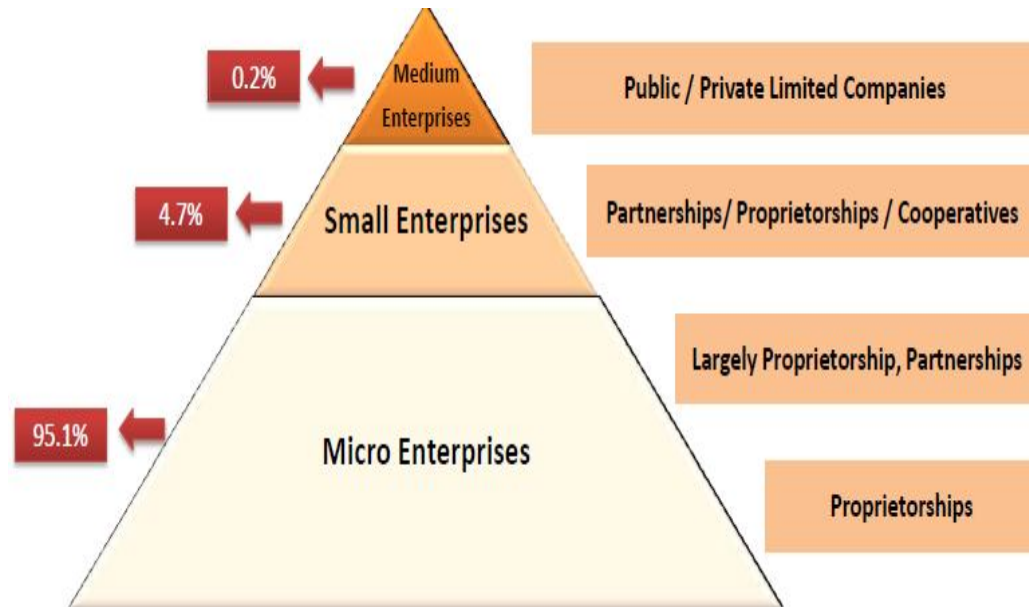 0.2%
Medium
Enterprises
Public / Private Limited Companies
4.7%
Small Enterprises
Partnerships/ Proprietorships / Cooperatives
Largely Proprietorship, Partnerships
95.1%
Micro Enterprises
Proprietorships